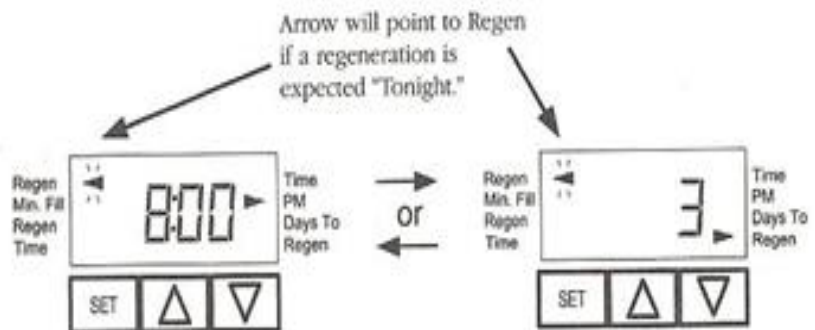 Arrow will point to Regen
if a regeneration is
expected "Tonight."
Regen
Min. Fill
Regen
Time
8:00
Time
PM
Days To
Regen
SET
or
Regen
Min. Fill
Regen
Time
3
Time
PM
Days To
Regen
SET